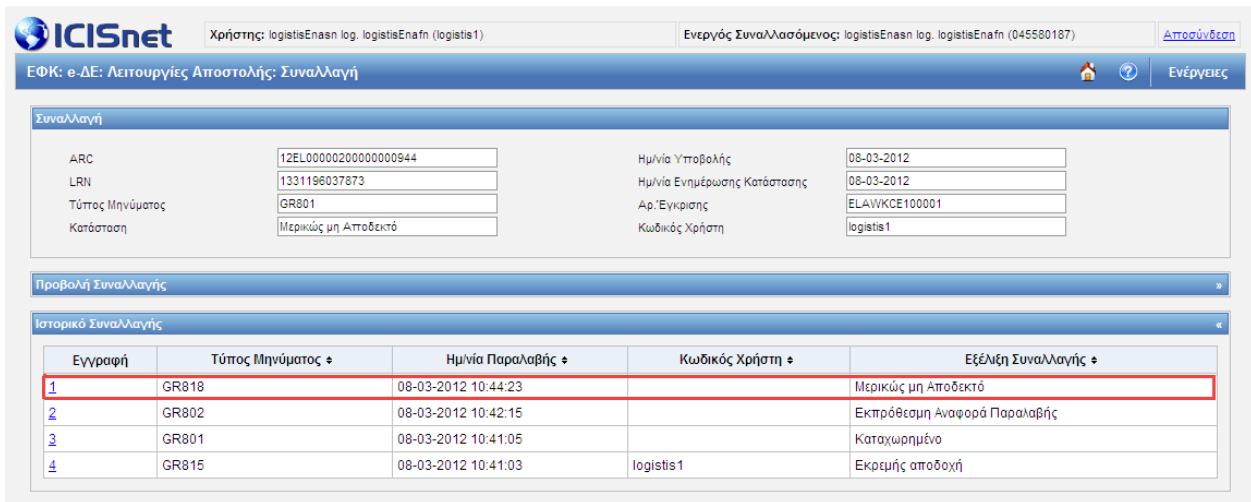 ICISnet
Χρήστης: logistisEnasn log. logistisEnafn (logistis1) Ενεργός Συναλλασόμενος: logistisEnasn log. logistisEnafn (045580187) Αποσύνδεση
ΕΦΚ: e-ΔΕ: Λειτουργίες Αποστολής: Συναλλαγή Ενέργειες
Συναλλαγή
ARC 12EL00000200000000944 Ημ/νία Υποβολής 08-03-2012
LRN 1331196037873 Ημ/νία Ενημέρωσης Κατάστασης 08-03-2012
Τύπος Μηνύματος GR801 Αρ.Έγκρισης ELAWKCE100001
Κατάσταση Μερικώς μη Αποδεκτό Κωδικός Χρήστη logistis1
Προβολή Συναλλαγής »
Ιστορικό Συναλλαγής «
Εγγραφή Τύπος Μηνύματος Ημ/νία Παραλαβής Κωδικός Χρήστη Εξέλιξη Συναλλαγής
1 GR818 08-03-2012 10:44:23 Μερικώς μη Αποδεκτό
2 GR802 08-03-2012 10:42:15 Εκπρόθεσμη Αναφορά Παραλαβής
3 GR801 08-03-2012 10:41:05 Καταχωρημένο
4 GR815 08-03-2012 10:41:03 logistis1 Εκρεμής αποδοχή